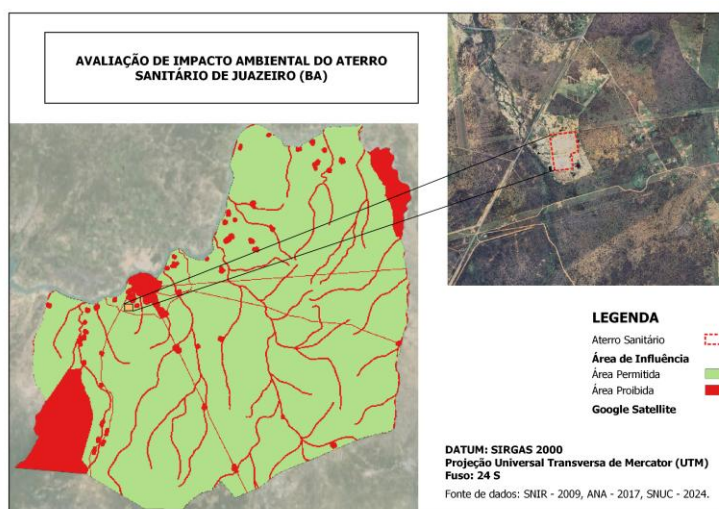 AVALIAÇÃO DE IMPACTO AMBIENTAL DO ATERRO
SANITÁRIO DE JUAZEIRO (BA)
LEGENDA
Aterro Sanitário
Área de Influência
Área Permitida
Área Proibida
Google Satellite
DATUM: SIRGAS 2000
Projeção Universal Transversa de Mercator (UTM)
Fuso: 24 S
Fonte de dados: SNIR - 2009, ANA - 2017, SNUC - 2024.